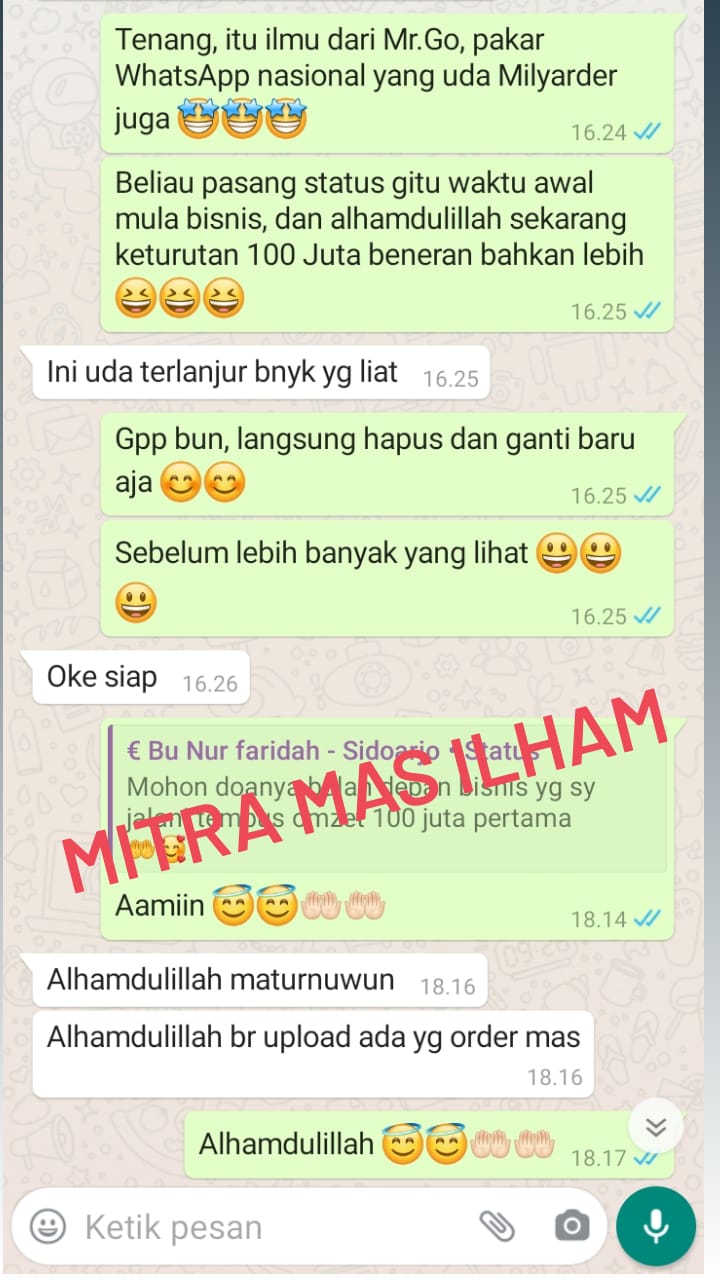 Tenang, itu ilmu dari Mr.Go, pakar
WhatsApp nasional yang uda Milyarder
juga 🤩🤩🤩
16.24
Beliau pasang status gitu waktu awal
mula bisnis, dan alhamdulillah sekarang
keturutan 100 Juta beneran bahkan lebih
😆😆😆
16.25
Ini uda terlanjur bnyk yg liat 16.25
Gpp bun, langsung hapus dan ganti baru
aja 😊😊
16.25
Sebelum lebih banyak yang lihat 😃😃
😃
16.25
Oke siap 16.26
€ Bu Nur faridah - Sidoarjo • Status
Mohon doanya bulan depan bisnis yg sy
jalani tembus omzet 100 juta pertama
🤲🥰
MITRA MAS ILHAM
Aamiin 😇😇🤲🏻🤲🏻
18.14
Alhamdulillah maturnuwun 18.16
Alhamdulillah br upload ada yg order mas
18.16
Alhamdulillah 😇😇🤲🏻🤲🏻 18.17
Ketik pesan